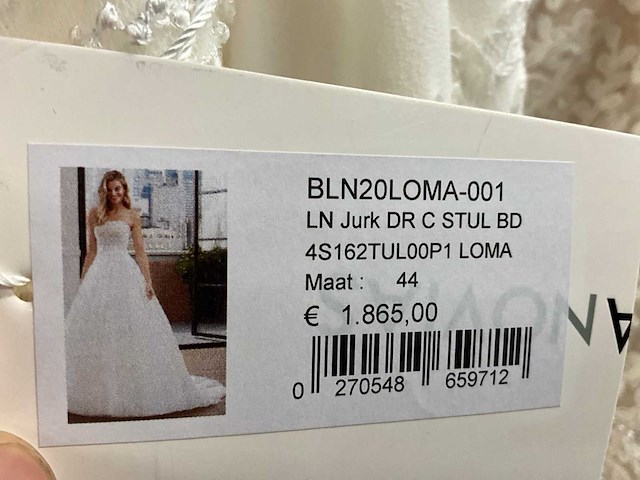 BLN20LOMA-001
LN Jurk DR C STUL BD
4S162TUL00P1 LOMA
Maat : 44
€ 1.865,00
0 270548 659712